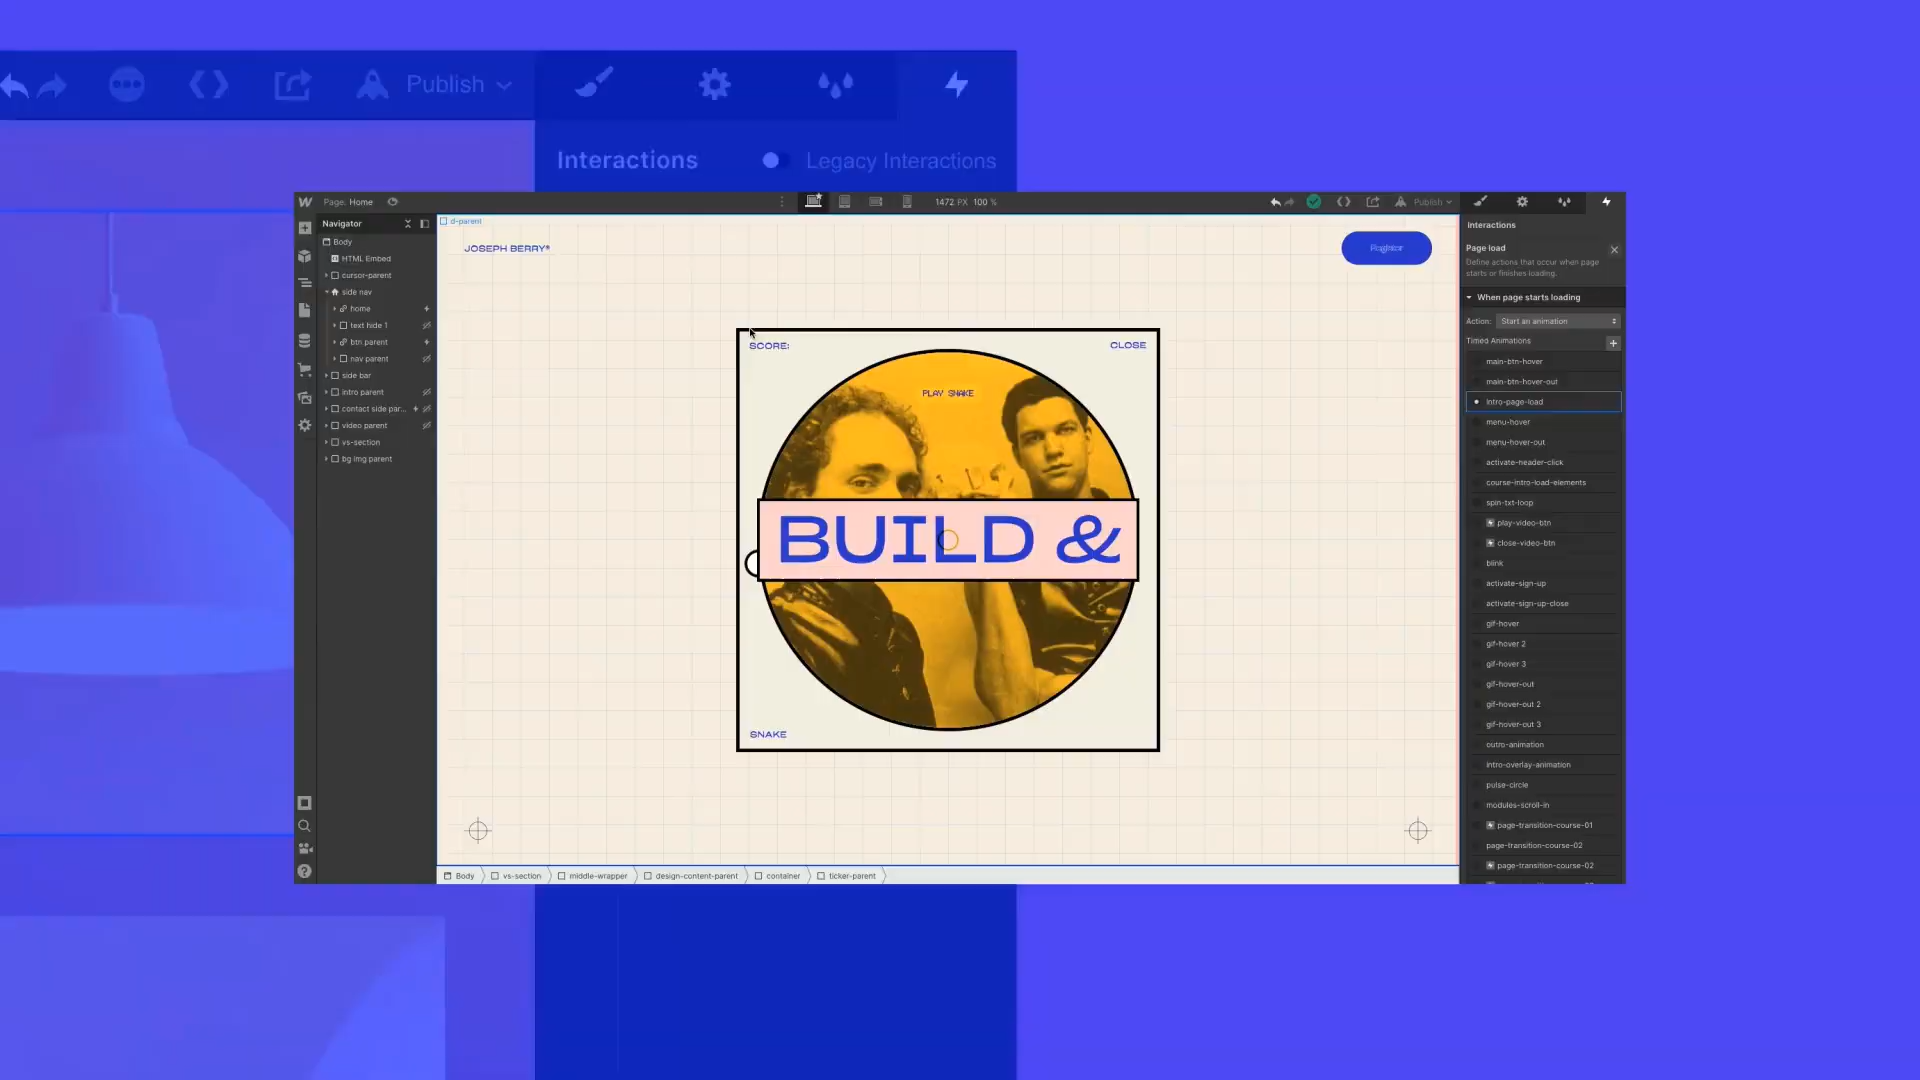 Publish
Interactions
Legacy Interactions
Page: Home
1472 PX 100 %
Publish
Navigator
Body
HTML Embed
cursor-parent
side nav
home
text hide 1
btn parent
nav parent
side bar
intro parent
contact side par...
video parent
vs-section
bg img parent
d-parent
JOSEPH BERRY®
SCORE:
CLOSE
PLAY SNAKE
BUILD &
SNAKE
Body
vs-section
middle-wrapper
design-content-parent
container
ticker-parent
Interactions
Page load
Define actions that occur when page
starts or finishes loading.
When page starts loading
Action:
Start an animation
Timed Animations
main-btn-hover
main-btn-hover-out
intro-page-load
menu-hover
menu-hover-out
activate-header-click
course-intro-load-elements
spin-txt-loop
play-video-btn
close-video-btn
blink
activate-sign-up
activate-sign-up-close
gif-hover
gif-hover 2
gif-hover 3
gif-hover-out
gif-hover-out 2
gif-hover-out 3
outro-animation
intro-overlay-animation
pulse-circle
modules-scroll-in
page-transition-course-01
page-transition-course-02
page-transition-course-02